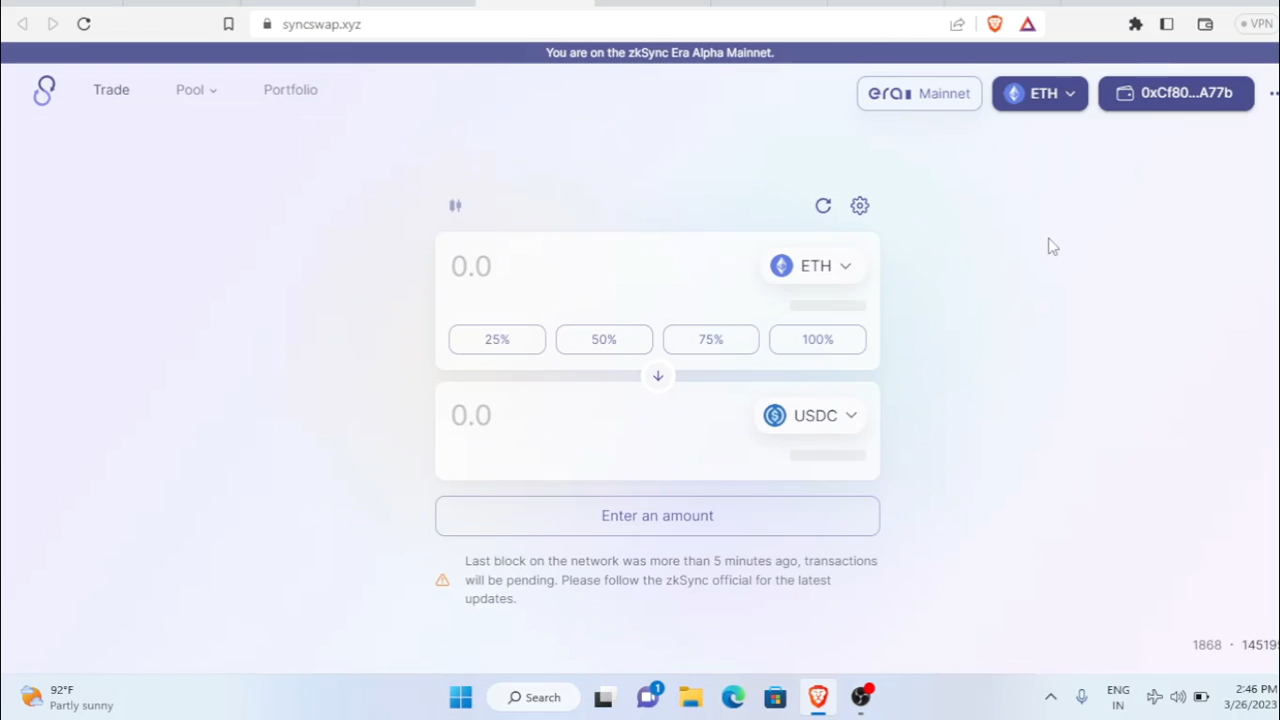 syncswap.xyz
VPN
You are on the zkSync Era Alpha Mainnet.
Trade
Pool
Portfolio
era Mainnet
ETH
0xCf80...A77b
0.0
ETH
25%
50%
75%
100%
0.0
USDC
Enter an amount
Last block on the network was more than 5 minutes ago, transactions
will be pending. Please follow the zkSync official for the latest
updates.
1868 · 145195
92°F
Partly sunny
Search
1
ENG
IN
2:46 PM
3/26/2023